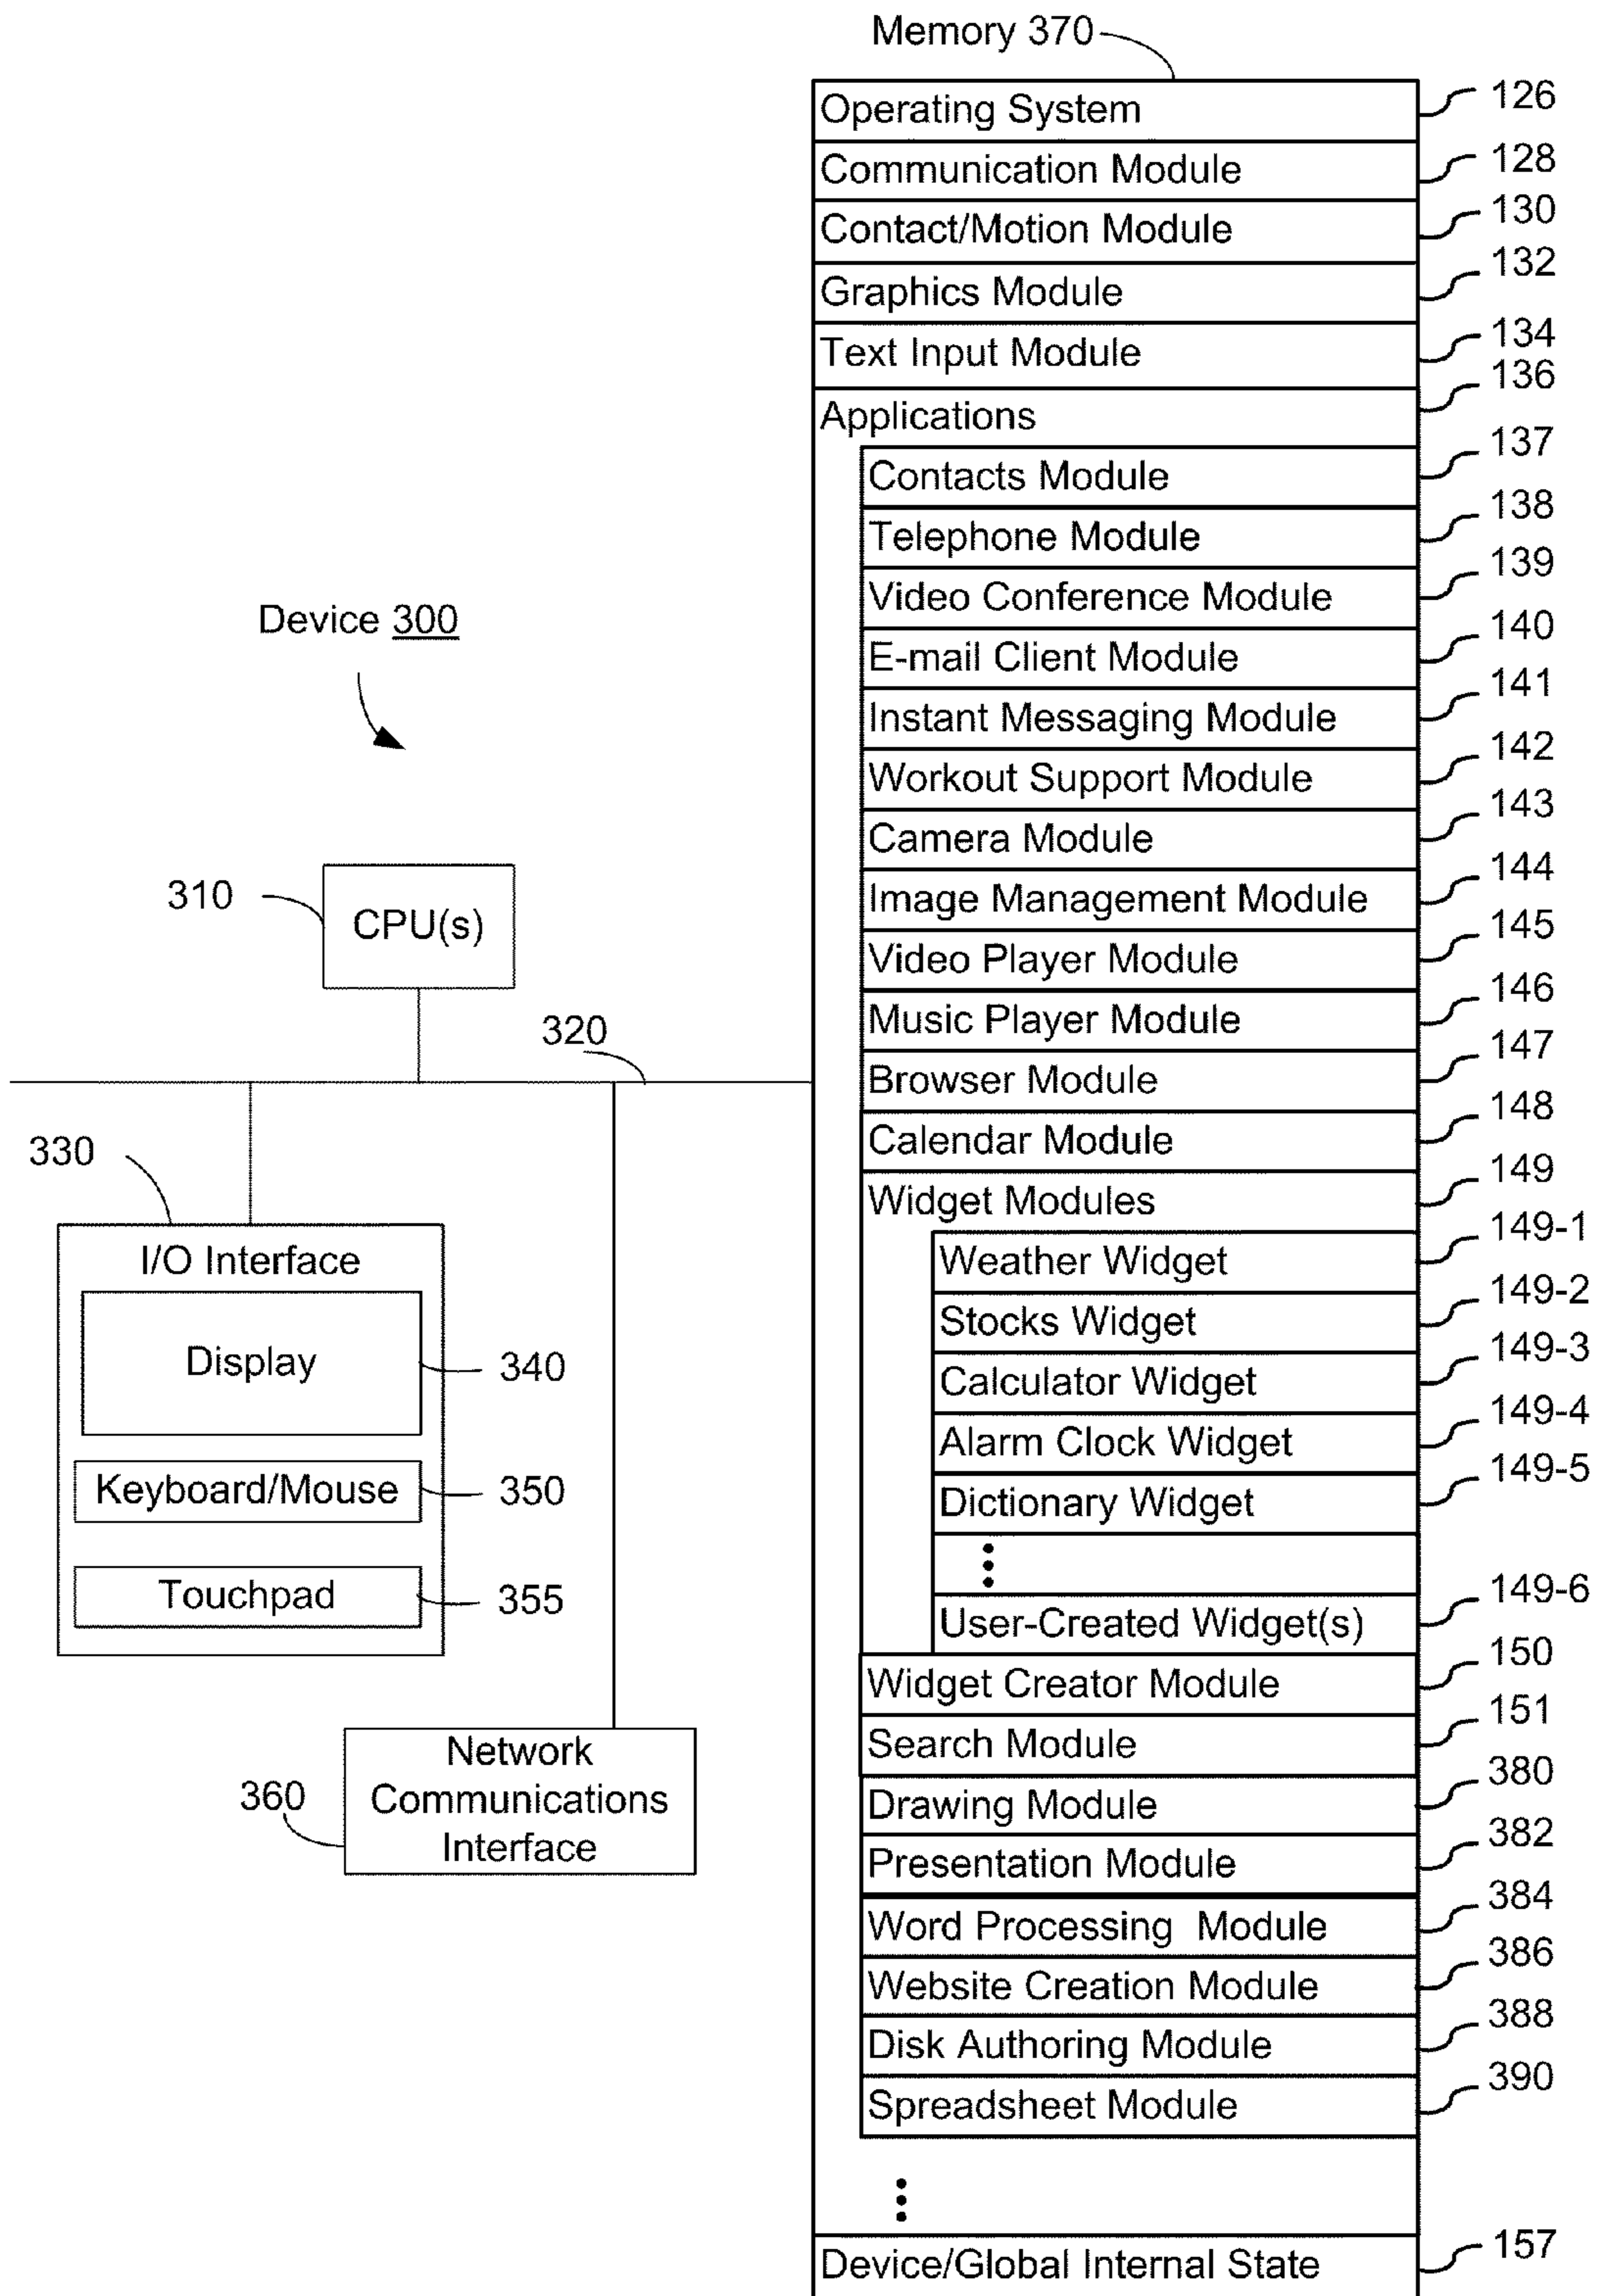 Memory 370
Operating System 126
Communication Module 128
Contact/Motion Module 130
Graphics Module 132
Text Input Module 134
Applications 136
Contacts Module 137
Telephone Module 138
Video Conference Module 139
E-mail Client Module 140
Instant Messaging Module 141
Workout Support Module 142
Camera Module 143
Image Management Module 144
Video Player Module 145
Music Player Module 146
Browser Module 147
Calendar Module 148
Widget Modules 149
Weather Widget 149-1
Stocks Widget 149-2
Calculator Widget 149-3
Alarm Clock Widget 149-4
Dictionary Widget 149-5
User-Created Widget(s) 149-6
Widget Creator Module 150
Search Module 151
Drawing Module 380
Presentation Module 382
Word Processing  Module 384
Website Creation Module 386
Disk Authoring Module 388
Spreadsheet Module 390
Device/Global Internal State 157
Device 300
310
CPU(s)
320
330
I/O Interface
Display 340
Keyboard/Mouse 350
Touchpad 355
360
Network
Communications
Interface